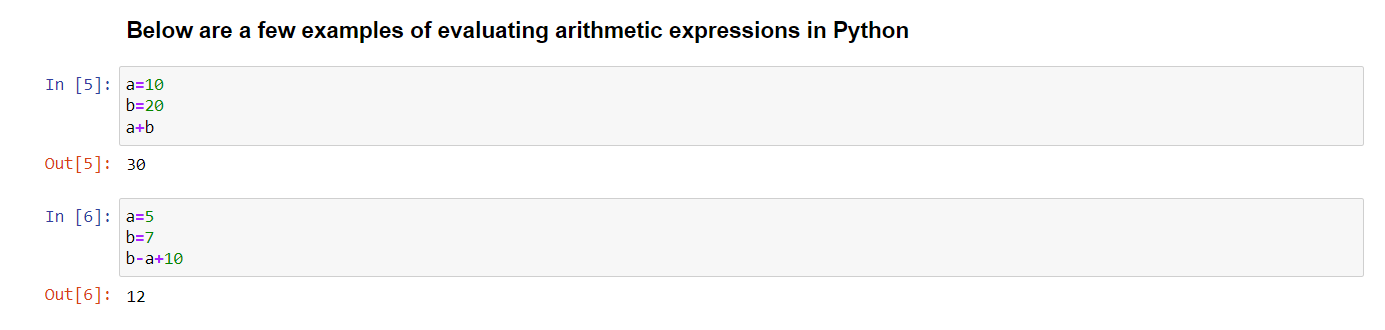 Below are a few examples of evaluating arithmetic expressions in Python
In [5]: a=10
b=20
a+b
Out[5]: 30
In [6]: a=5
b=7
b-a+10
Out[6]: 12